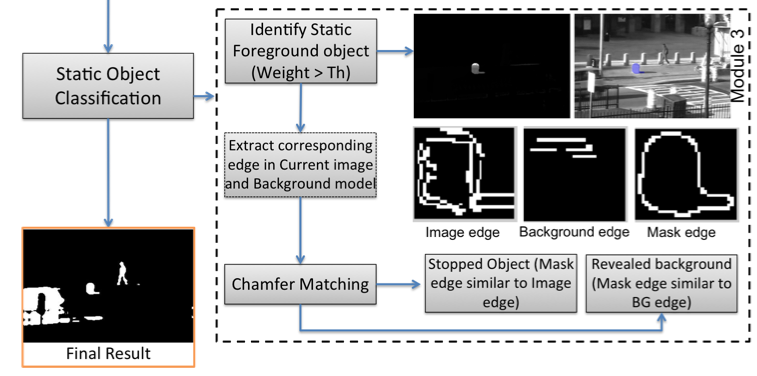 Static Object
Classification
Identify Static
Foreground object
(Weight > Th)
Module 3
Extract corresponding
edge in Current image
and Background model
Image edge
Background edge
Mask edge
Chamfer Matching
Stopped Object (Mask
edge similar to Image
edge)
Revealed background
(Mask edge similar to
BG edge)
Final Result